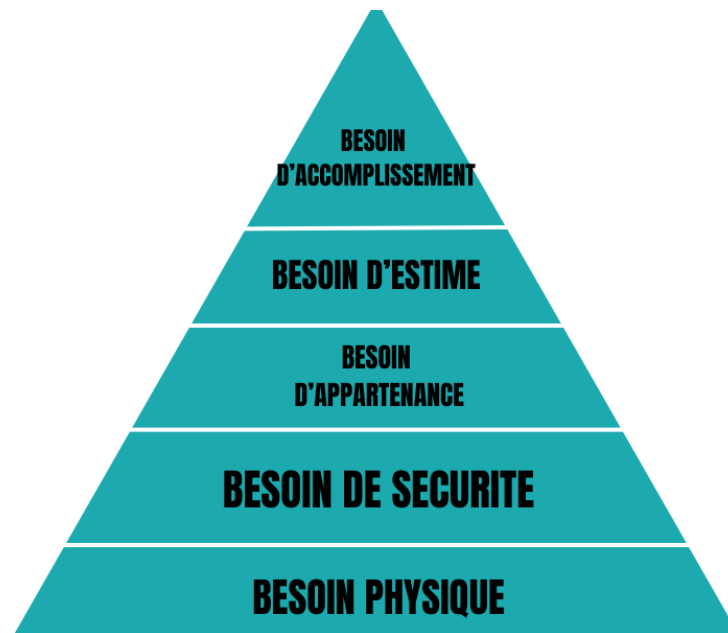 BESOIN
D'ACCOMPLISSEMENT
BESOIN D'ESTIME
BESOIN
D'APPARTENANCE
BESOIN DE SECURITE
BESOIN PHYSIQUE